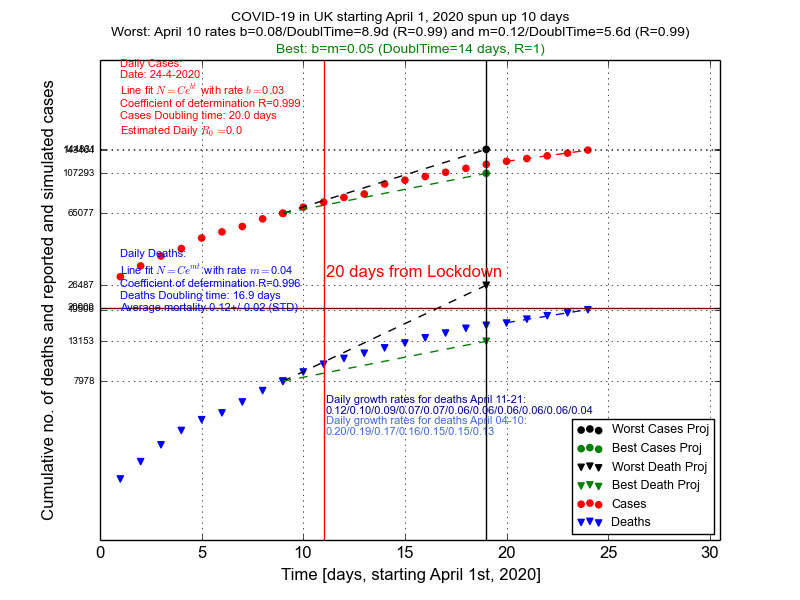 COVID-19 in UK starting April 1, 2020 spun up 10 days
Worst: April 10 rates b=0.08/DoublTime=8.9d (R=0.99) and m=0.12/DoublTime=5.6d (R=0.99)
Best: b=m=0.05 (DoublTime=14 days, R=1)
Daily Cases:
Date: 24-4-2020
Line fit N = Ce^{bt} with rate b =0.03
Coefficient of determination R=0.999
Cases Doubling time: 20.0 days
Estimated Daily R_0 =0.0
107293
65077
Daily Deaths:
Line fit N = Ce^{mt} with rate m =0.04
Coefficient of determination R=0.996
Deaths Doubling time: 16.9 days
Average mortality 0.12+/-0.02 (STD)
20 days from Lockdown
26487
13153
7978
Daily growth rates for deaths April 11-21:
0.12/0.10/0.09/0.07/0.07/0.06/0.06/0.06/0.06/0.06/0.04
Daily growth rates for deaths April 04-10:
0.20/0.19/0.17/0.16/0.15/0.15/0.13
Worst Cases Proj
Best Cases Proj
Worst Death Proj
Best Death Proj
Cases
Deaths
0 5 10 15 20 25 30
Time [days, starting April 1st, 2020]
Cumulative no. of deaths and reported and simulated cases